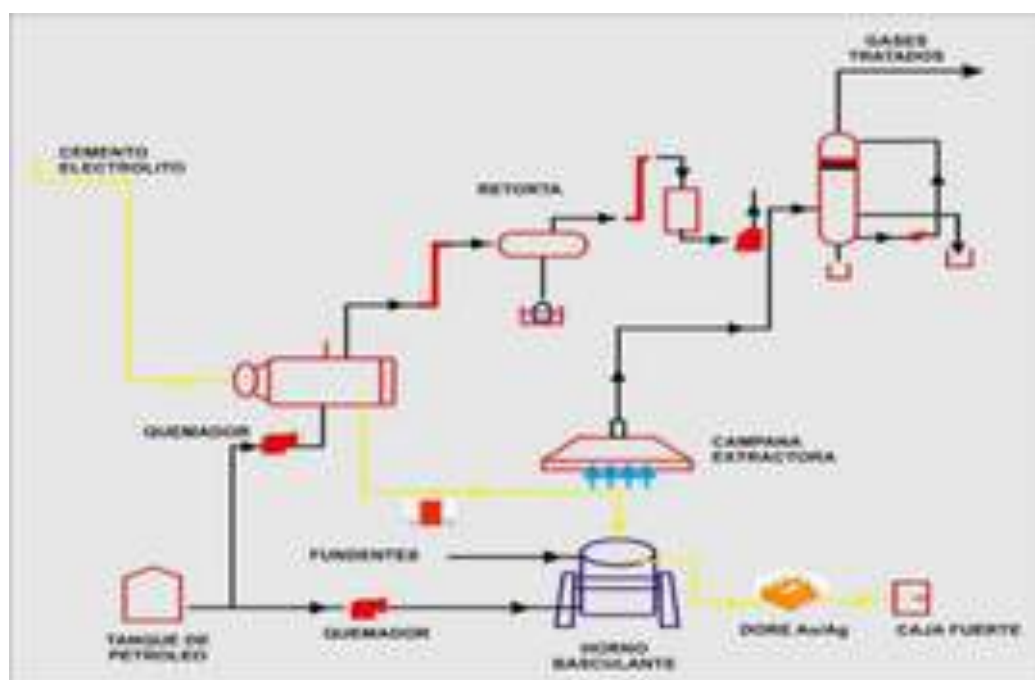 GASES
TRATADOS
CEMENTO
ELECTROLITO
RETORTA
QUEMADOR
CAMPANA
EXTRACTORA
FUNDENTES
TANQUE DE
PETROLEO
QUEMADOR
HORNO
BASCULANTE
DORE Au/Ag
CAJA FUERTE